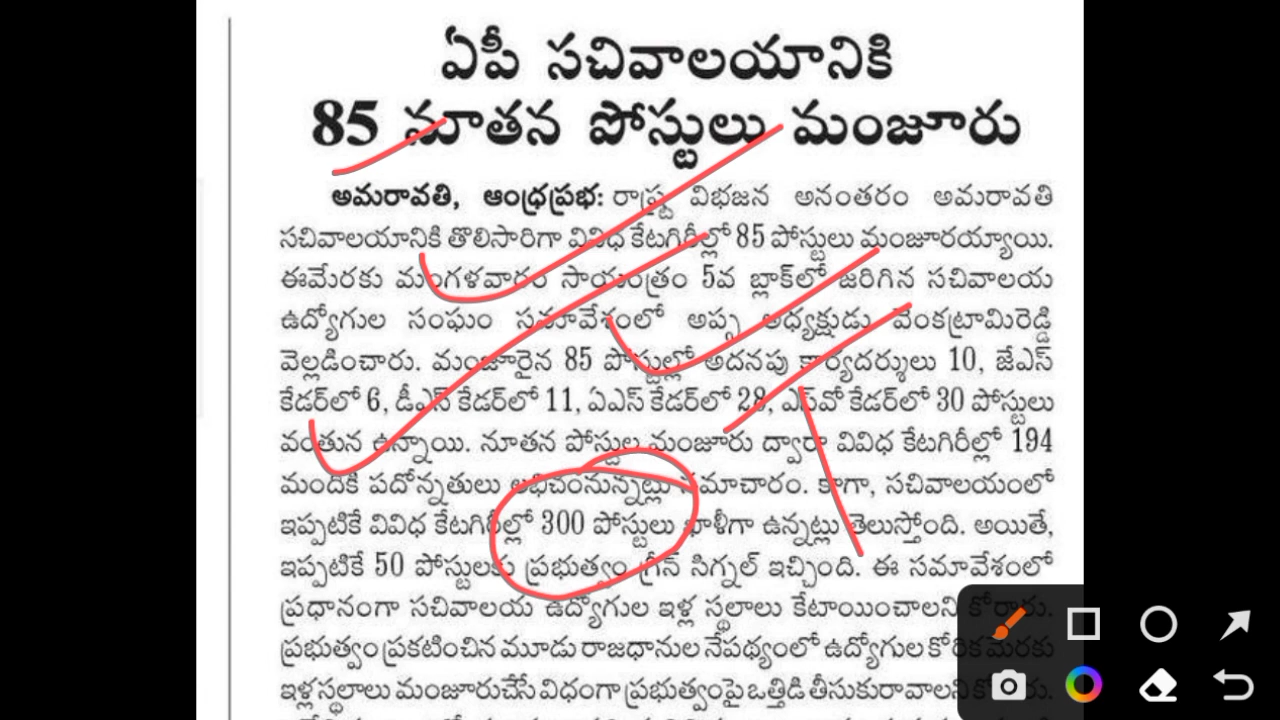 ఏపీ సచివాలయానికి
85 నూతన పోస్టులు మంజూరు
అమరావతి, ఆంధ్రప్రభ: రాష్ట్ర విభజన అనంతరం అమరావతి
సచివాలయానికి తొలిసారిగా వివిధ కేటగిరీల్లో 85 పోస్టులు మంజూరయ్యాయి.
ఈమేరకు మంగళవారం సాయంత్రం 5వ బ్లాక్‌లో జరిగిన సచివాలయ
ఉద్యోగుల సంఘం సమావేశంలో అప్స అధ్యక్షుడు వెంకట్రామిరెడ్డి
వెల్లడించారు. మంజూరైన 85 పోస్టుల్లో అదనపు కార్యదర్శులు 10, జేఎస్
కేడర్‌లో 6, డీఎస్ కేడర్‌లో 11, ఏఎస్ కేడర్‌లో 28, ఎస్‌వో కేడర్‌లో 30 పోస్టులు
వంతున ఉన్నాయి. నూతన పోస్టుల మంజూరు ద్వారా వివిధ కేటగిరీల్లో 194
మందికి పదోన్నతులు లభించనున్నట్లు సమాచారం. కాగా, సచివాలయంలో
ఇప్పటికే వివిధ కేటగిరీల్లో 300 పోస్టులు ఖాళీగా ఉన్నట్లు తెలుస్తోంది. అయితే,
ఇప్పటికే 50 పోస్టులకు ప్రభుత్వం గ్రీన్ సిగ్నల్ ఇచ్చింది. ఈ సమావేశంలో
ప్రధానంగా సచివాలయ ఉద్యోగుల ఇళ్ల స్థలాలు కేటాయించాలని కోరారు.
ప్రభుత్వం ప్రకటించిన మూడు రాజధానుల నేపథ్యంలో ఉద్యోగుల కోరికమేరకు
ఇళ్లస్థలాలు మంజూరుచేసే విధంగా ప్రభుత్వంపై ఒత్తిడి తీసుకురావాలని కోరారు.